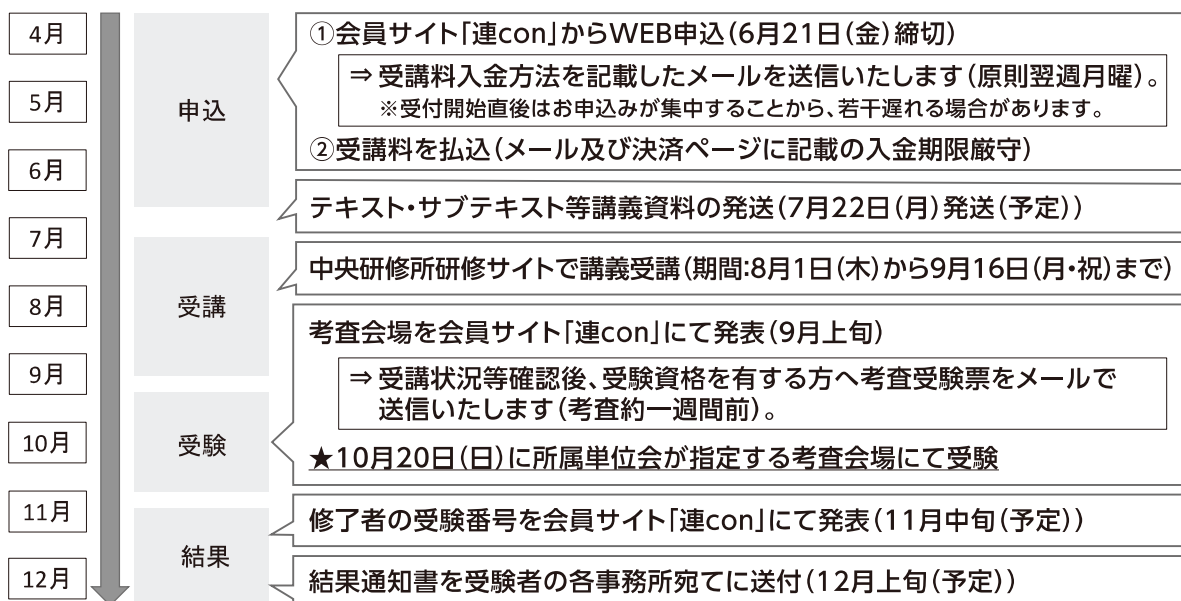 4月
5月
6月
7月
8月
9月
10月
11月
12月
申込
①会員サイト「連con」からWEB申込(6月21日(金)締切)
⇒ 受講料入金方法を記載したメールを送信いたします(原則翌週月曜)。
※受付開始直後はお申込みが集中することから、若干遅れる場合があります。
②受講料を払込(メール及び決済ページに記載の入金期限厳守)
テキスト・サブテキスト等講義資料の発送(7月22日(月)発送(予定))
受講
中央研修所研修サイトで講義受講(期間:8月1日(木)から9月16日(月・祝)まで)
受験
考査会場を会員サイト「連con」にて発表(9月上旬)
⇒ 受講状況等確認後、受験資格を有する方へ考査受験票をメールで
送信いたします(考査約一週間前)。
★10月20日(日)に所属単位会が指定する考査会場にて受験
結果
修了者の受験番号を会員サイト「連con」にて発表(11月中旬(予定))
結果通知書を受験者の各事務所宛てに送付(12月上旬(予定))